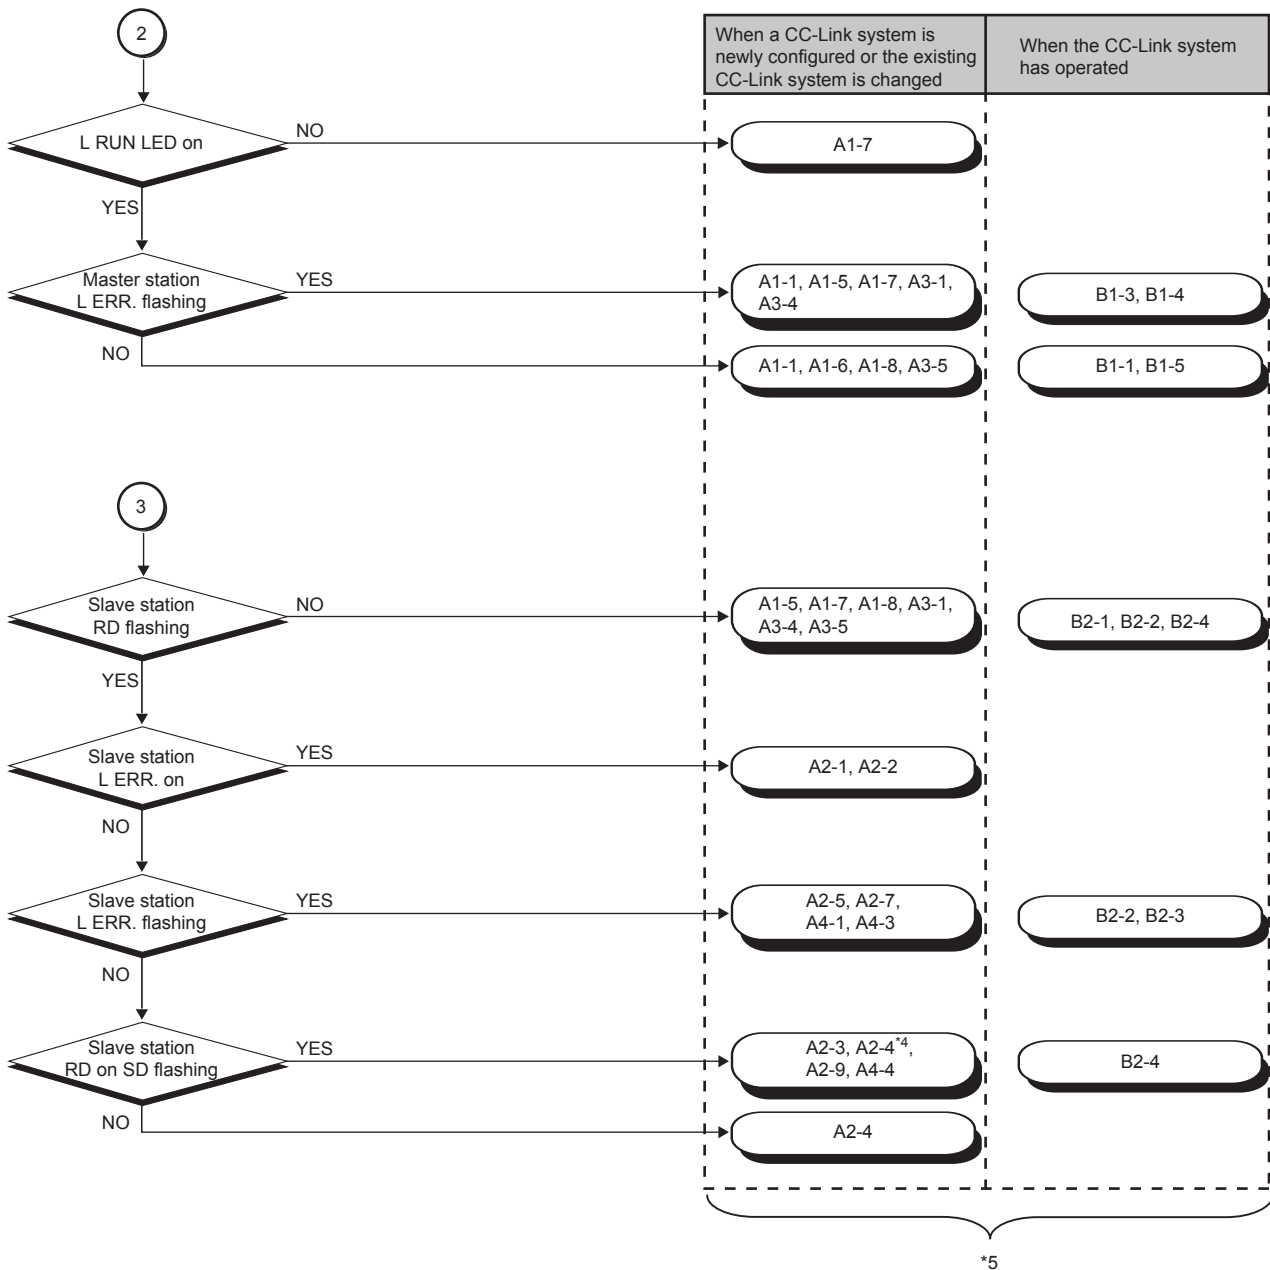 2
When a CC-Link system is
newly configured or the existing
CC-Link system is changed
When the CC-Link system
has operated
L RUN LED on
NO
A1-7
YES
Master station
L ERR. flashing
YES
A1-1, A1-5, A1-7, A3-1,
A3-4
B1-3, B1-4
NO
A1-1, A1-6, A1-8, A3-5
B1-1, B1-5
3
Slave station
RD flashing
NO
A1-5, A1-7, A1-8, A3-1,
A3-4, A3-5
B2-1, B2-2, B2-4
YES
Slave station
L ERR. on
YES
A2-1, A2-2
NO
Slave station
L ERR. flashing
YES
A2-5, A2-7,
A4-1, A4-3
B2-2, B2-3
NO
Slave station
RD on SD flashing
YES
A2-3, A2-4*4,
A2-9, A4-4
B2-4
NO
A2-4
*5